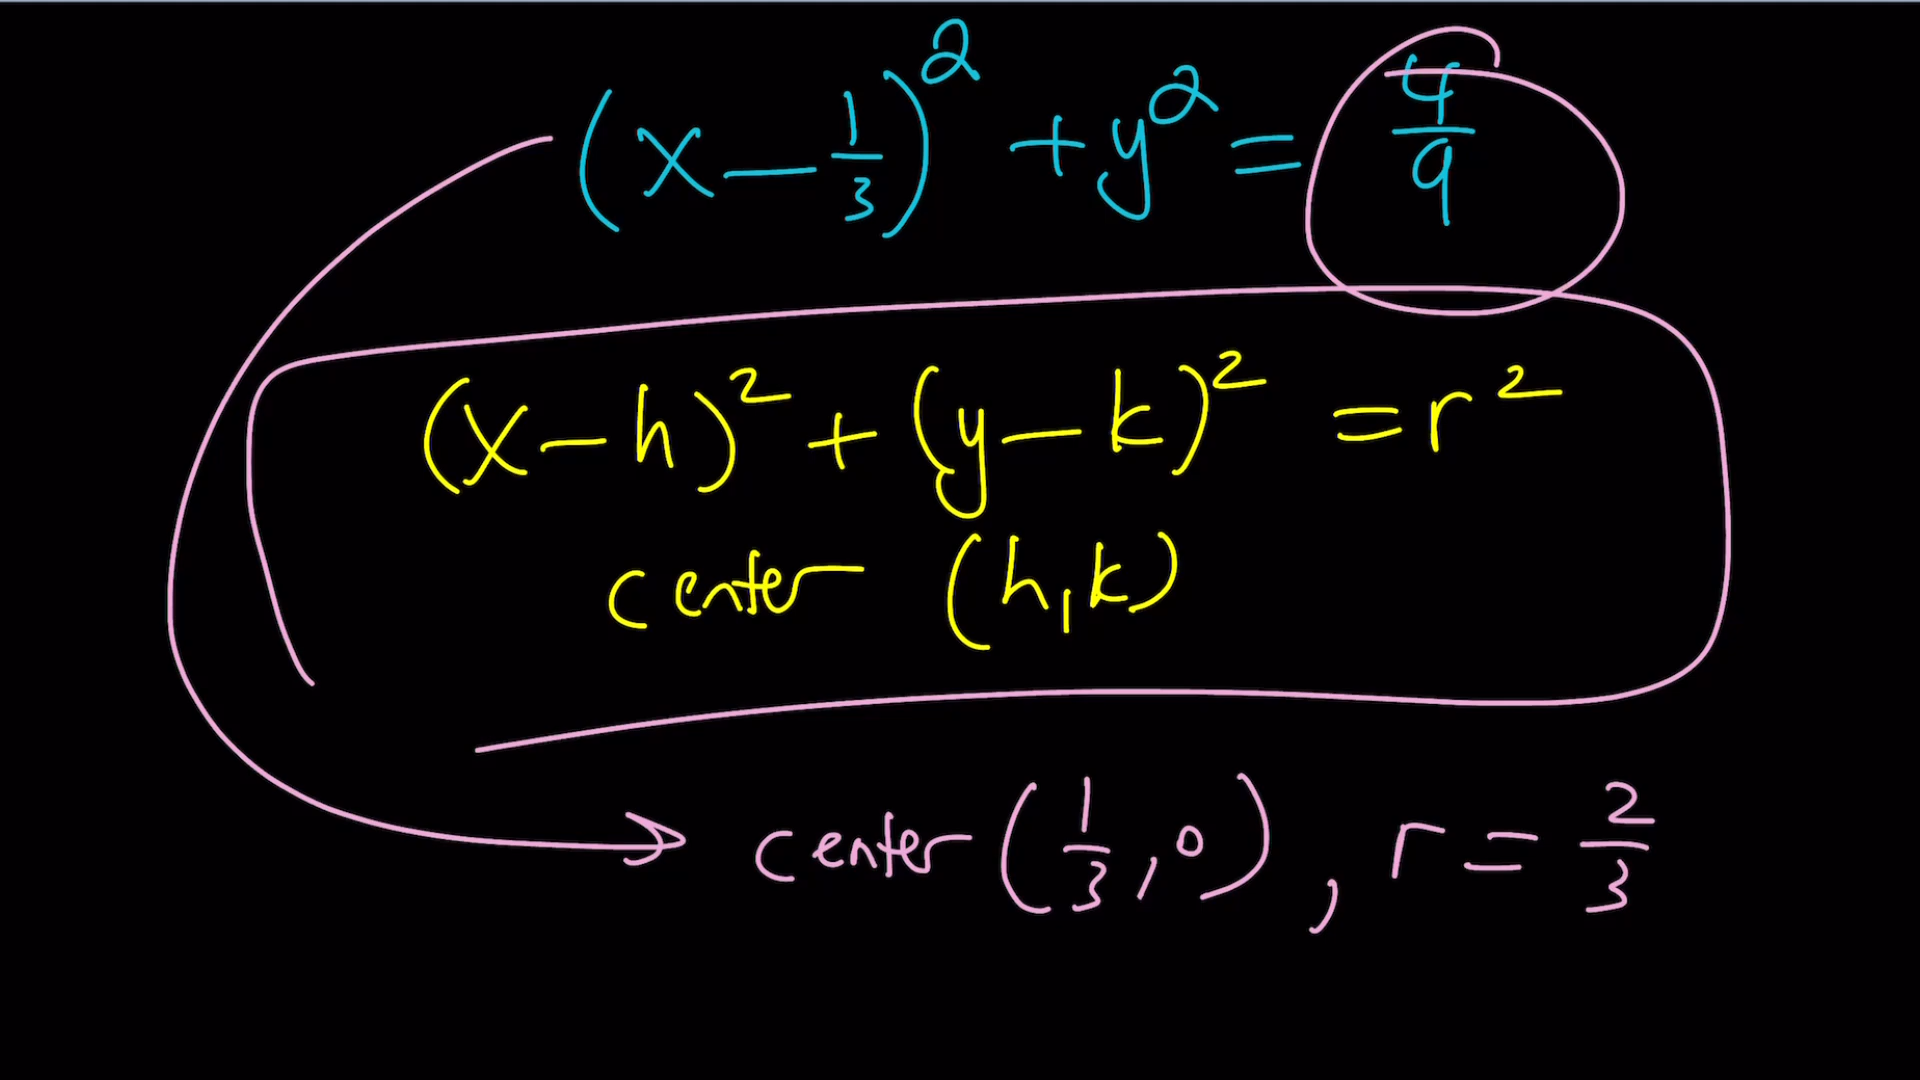 (x - 1/3)² + y² = 4/9
(x - h)² + (y - k)² = r²
center (h, k)
center (1/3, 0), r = 2/3